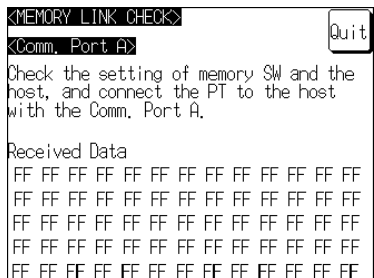 <MEMORY LINK CHECK>
Quit
<Comm. Port A>
Check the setting of memory SW and the
host, and connect the PT to the host
with the Comm. Port A.
Received Data
FF FF FF FF FF FF FF FF FF FF FF FF FF
FF FF FF FF FF FF FF FF FF FF FF FF FF
FF FF FF FF FF FF FF FF FF FF FF FF FF
FF FF FF FF FF FF FF FF FF FF FF FF FF
FF FF FF FF FF FF FF FF FF FF FF FF FF